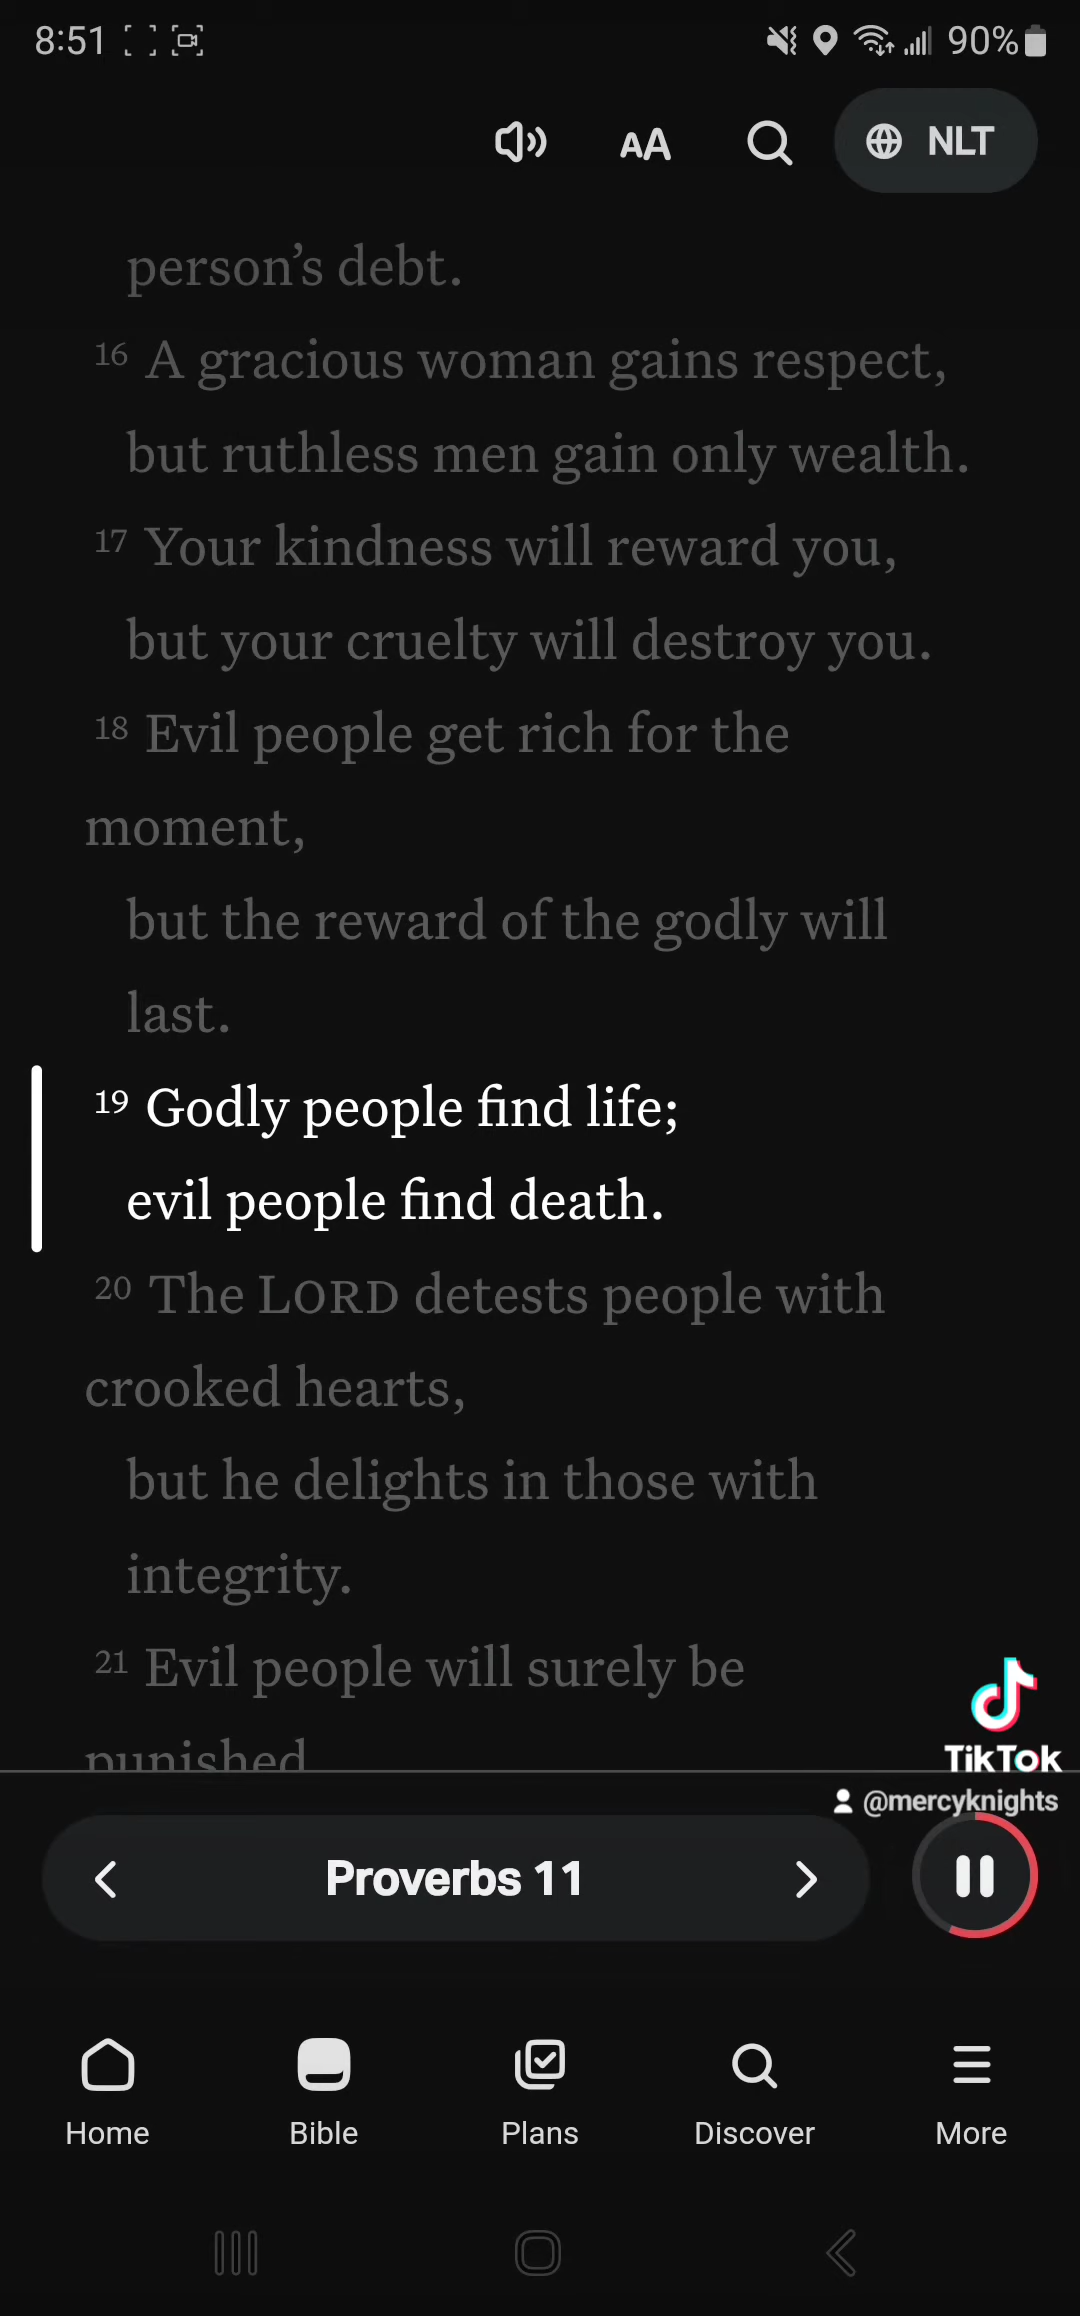 8:51
90%
NLT
person’s debt.
16 A gracious woman gains respect,
but ruthless men gain only wealth.
17 Your kindness will reward you,
but your cruelty will destroy you.
18 Evil people get rich for the
moment,
but the reward of the godly will
last.
19 Godly people find life;
evil people find death.
20 The LORD detests people with
crooked hearts,
but he delights in those with
integrity.
21 Evil people will surely be
punished
TikTok
@mercyknights
Proverbs 11
Home Bible Plans Discover More